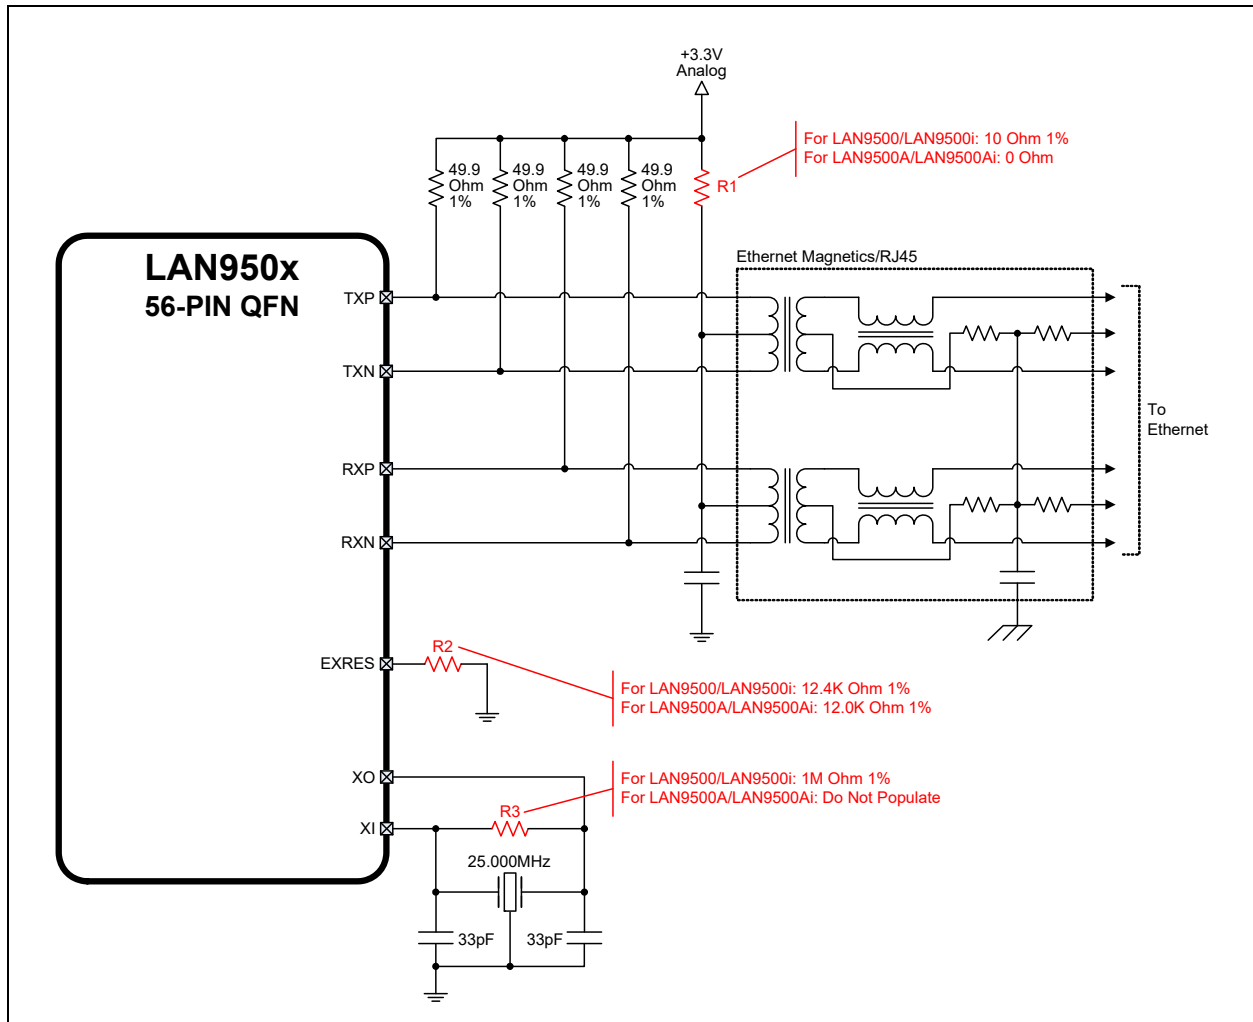 +3.3V
Analog
For LAN9500/LAN9500i: 10 Ohm 1%
For LAN9500A/LAN9500Ai: 0 Ohm
49.9
Ohm
1%
49.9
Ohm
1%
49.9
Ohm
1%
49.9
Ohm
1%
R1
LAN950x
56-PIN QFN
Ethernet Magnetics/RJ45
TXP
TXN
To
Ethernet
RXP
RXN
EXRES
R2
For LAN9500/LAN9500i: 12.4K Ohm 1%
For LAN9500A/LAN9500Ai: 12.0K Ohm 1%
XO
For LAN9500/LAN9500i: 1M Ohm 1%
For LAN9500A/LAN9500Ai: Do Not Populate
R3
XI
25.000MHz
33pF
33pF